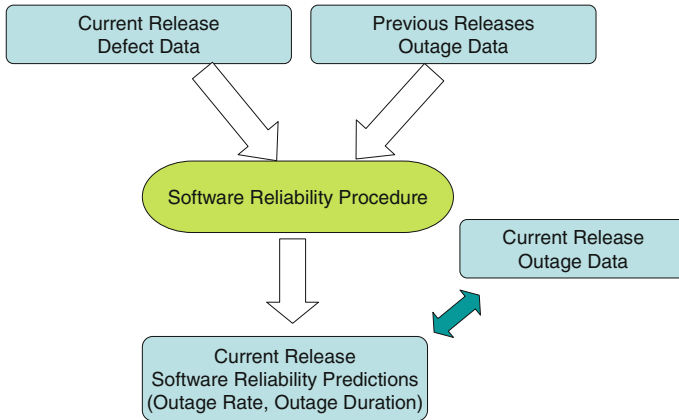 Current Release
Defect Data
Previous Releases
Outage Data
Software Reliability Procedure
Current Release
Outage Data
Current Release
Software Reliability Predictions
(Outage Rate, Outage Duration)